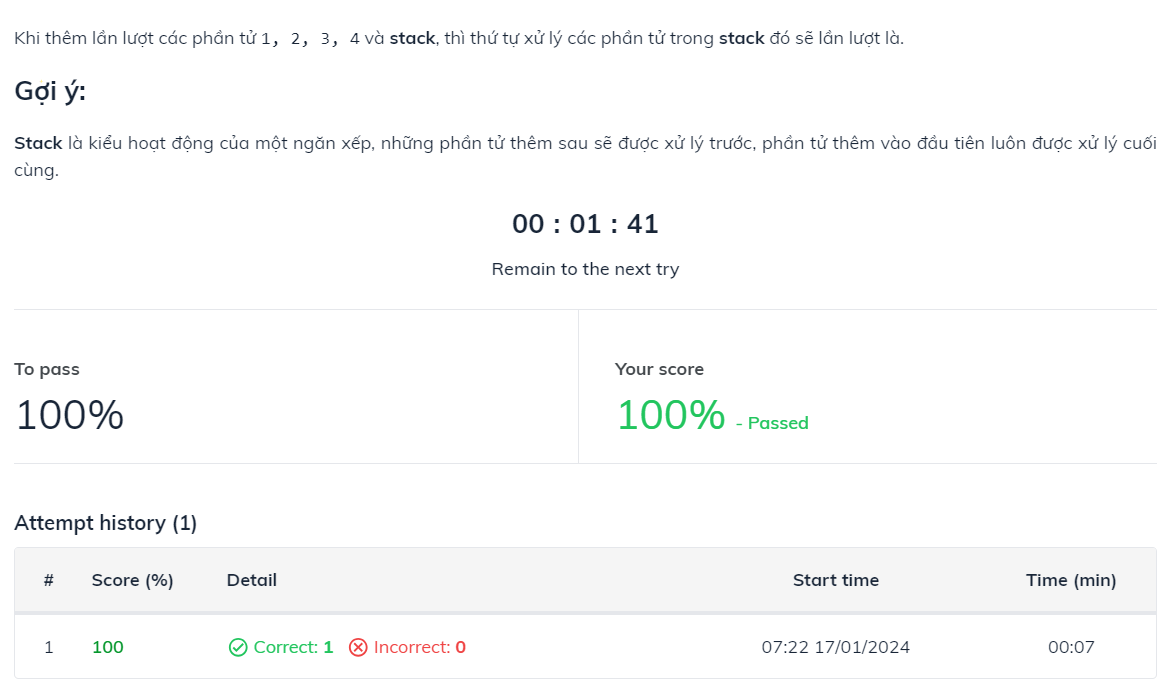 Khi thêm lần lượt các phần tử 1, 2, 3, 4 và stack, thì thứ tự xử lý các phần tử trong stack đó sẽ lần lượt là.
Gợi ý:
Stack là kiểu hoạt động của một ngăn xếp, những phần tử thêm sau sẽ được xử lý trước, phần tử thêm vào đầu tiên luôn được xử lý cuối
cùng.
00 : 01 : 41
Remain to the next try
To pass
100%
Your score
100% - Passed
Attempt history (1)
# Score (%) Detail Start time Time (min)
1 100 Correct: 1 Incorrect: 0 07:22 17/01/2024 00:07